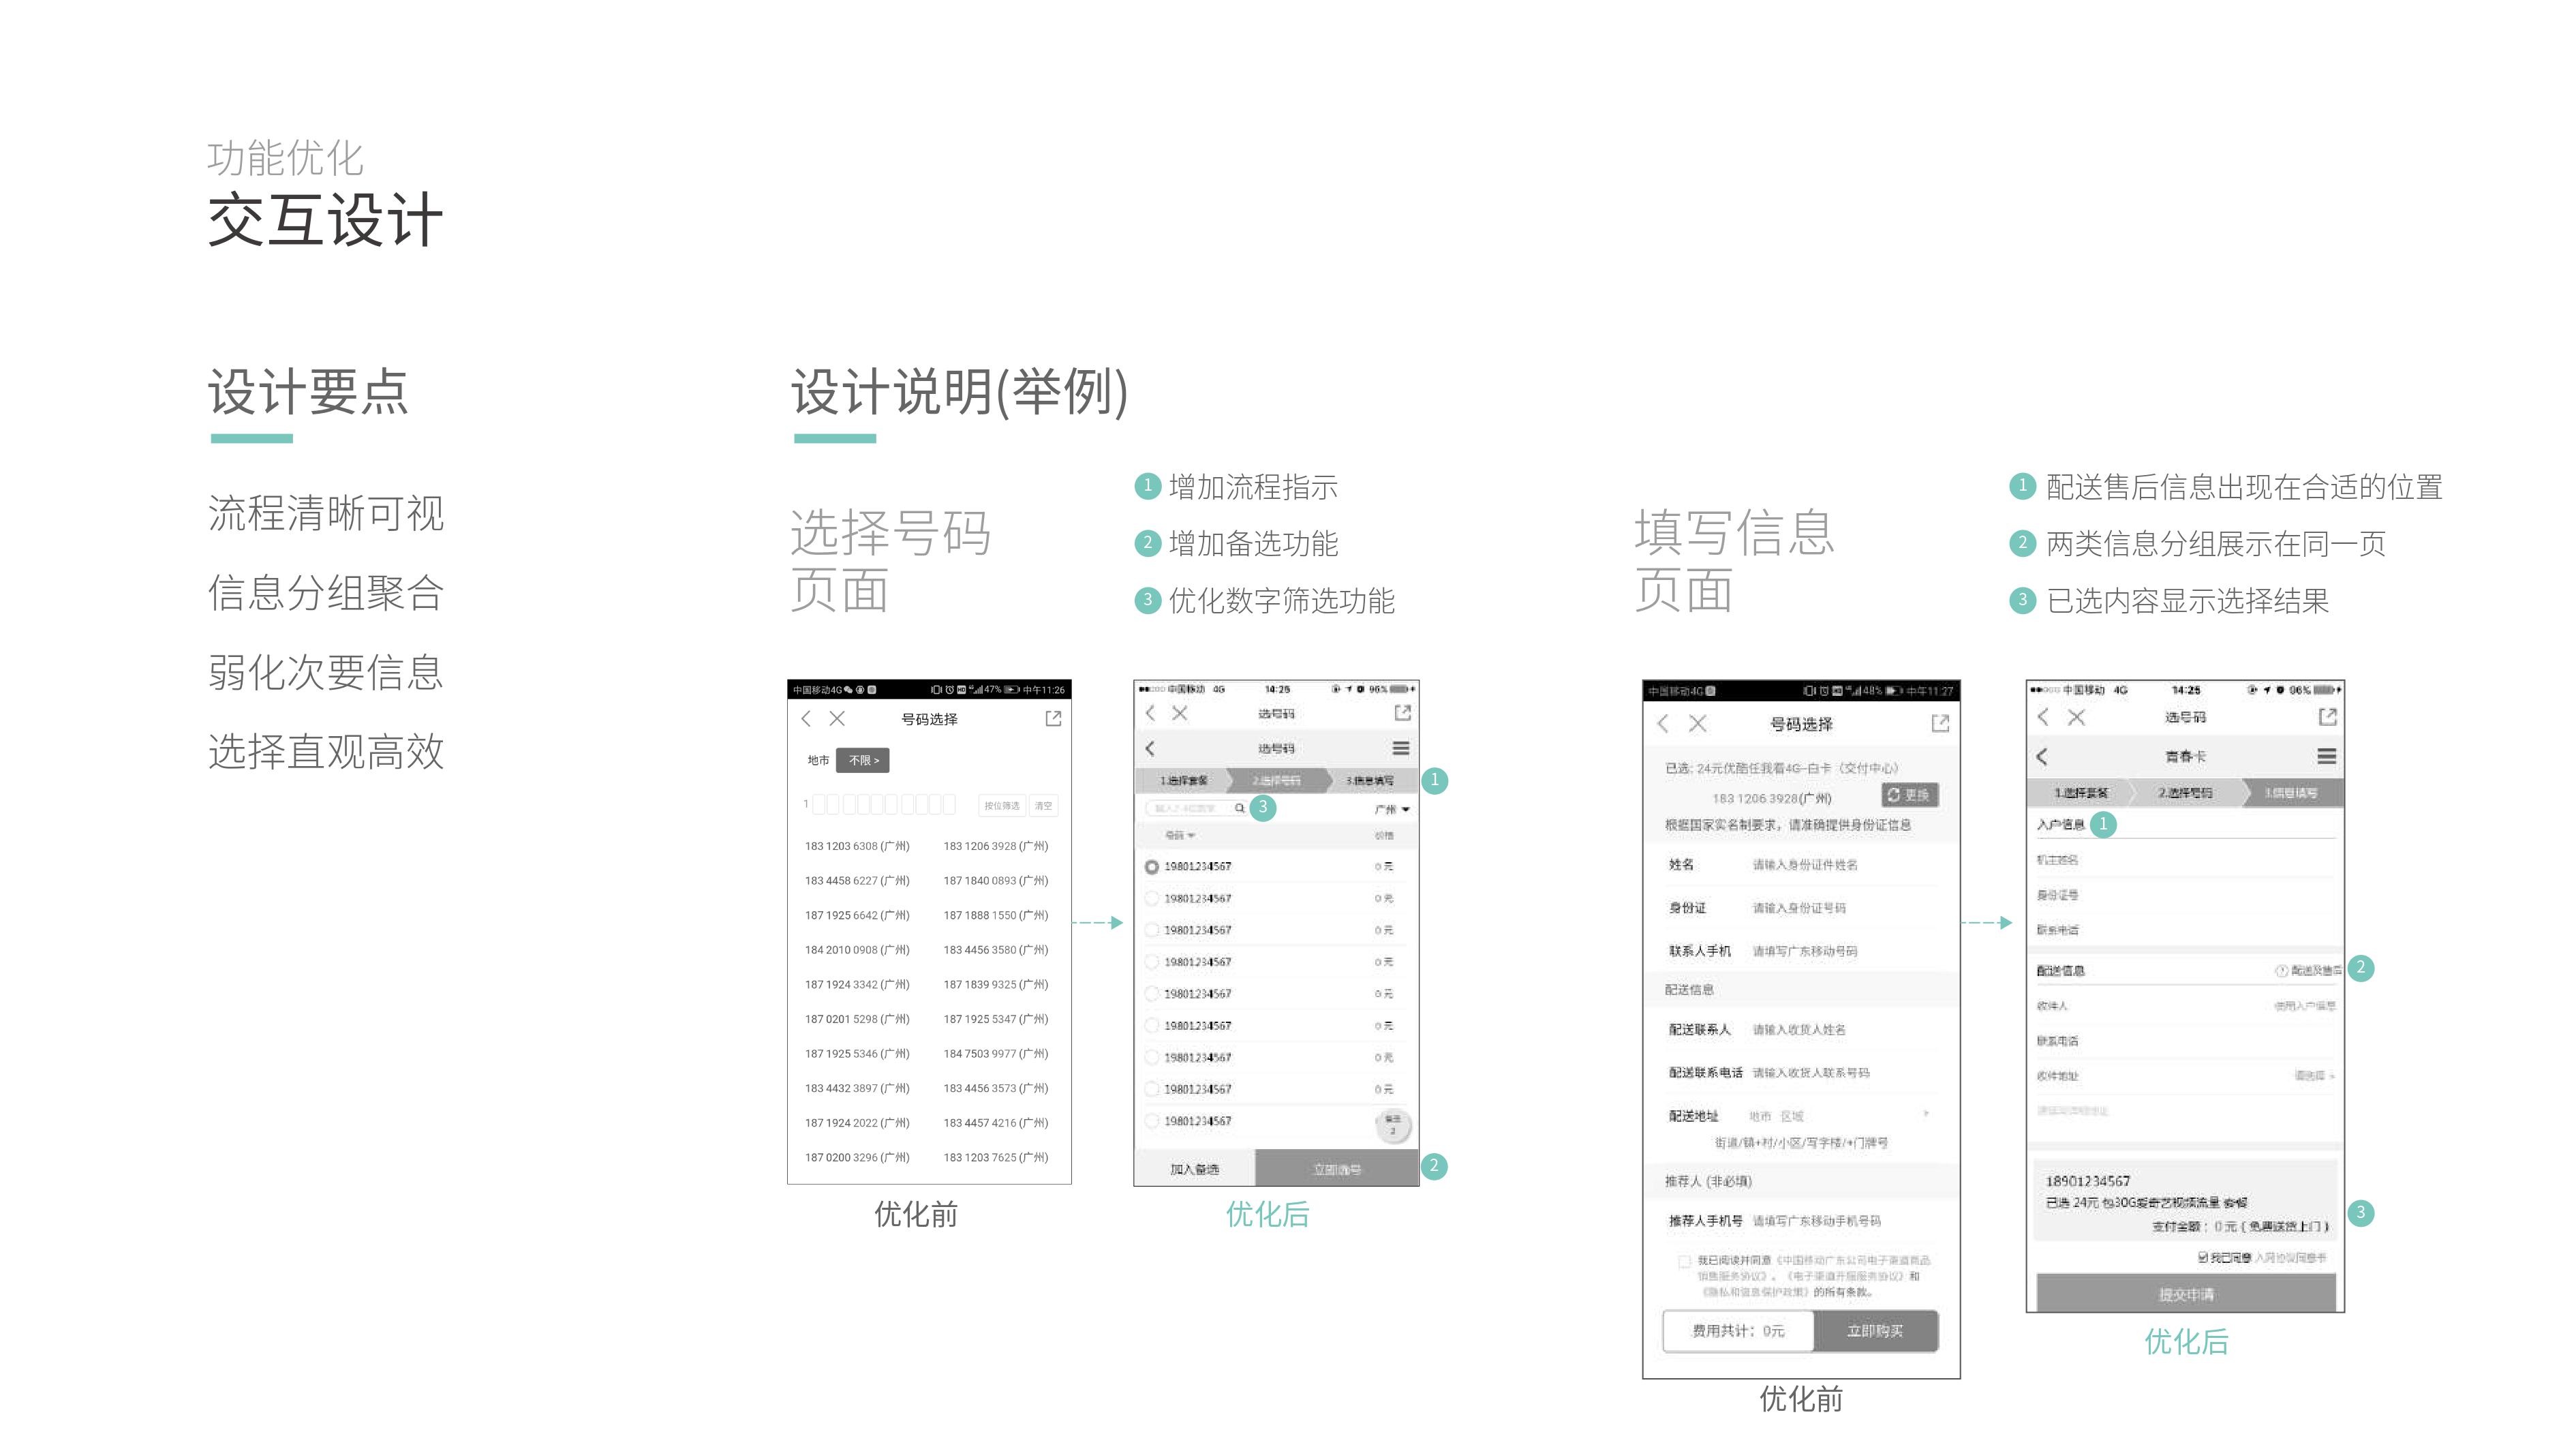 功能优化
交互设计
设计要点
流程清晰可视
信息分组聚合
弱化次要信息
选择直观高效
设计说明(举例)
选择号码
页面
1 增加流程指示
2 增加备选功能
3 优化数字筛选功能
中国移动4G 47% 中午11:26
号码选择
地市 不限 >
1 按位筛选 清空
183 1203 6308 (广州) 183 1206 3928 (广州)
183 4458 6227 (广州) 187 1840 0893 (广州)
187 1925 6642 (广州) 187 1888 1550 (广州)
184 2010 0908 (广州) 183 4456 3580 (广州)
187 1924 3342 (广州) 187 1839 9325 (广州)
187 0201 5298 (广州) 187 1925 5347 (广州)
187 1925 5346 (广州) 184 7503 9977 (广州)
183 4432 3897 (广州) 183 4456 3573 (广州)
187 1924 2022 (广州) 183 4457 4216 (广州)
187 0200 3296 (广州) 183 1203 7625 (广州)
优化前
中国移动 4G 14:25 96%
选号码
选号码
1.选择套餐 2.选择号码 3.信息填写 1
3 广州
号码 价格
19801234567 0元
19801234567 0元
19801234567 0元
19801234567 0元
19801234567 0元
19801234567 0元
19801234567 0元
19801234567 0元
19801234567
备选
2
加入备选 立即选号 2
优化后
填写信息
页面
1 配送售后信息出现在合适的位置
2 两类信息分组展示在同一页
3 已选内容显示选择结果
中国移动4G 48% 中午11:27
号码选择
已选: 24元优酷任我看4G-白卡（交付中心）
183 1206 3928(广州) 更换
根据国家实名制要求，请准确提供身份证信息
姓名 请输入身份证件姓名
身份证 请输入身份证号码
联系人手机 请填写广东移动号码
配送信息
配送联系人 请输入收货人姓名
配送联系电话 请输入收货人联系号码
配送地址 地市 区域
街道/镇+村/小区/写字楼/+门牌号
推荐人 (非必填)
推荐人手机号 请填写广东移动手机号码
我已阅读并同意《中国移动广东公司电子渠道商品
销售服务协议》、《电子渠道开服服务协议》和
《隐私和信息保护政策》的所有条款。
费用共计：0元 立即购买
优化前
中国移动 4G 14:25 96%
选号码
青春卡
1.选择套餐 2.选择号码 3.信息填写
入户信息 1
机主姓名
身份证号
联系电话
配送信息 配送及售后 2
收件人 使用入户信息
联系电话
收件地址 请选择
18901234567
已选 24元 包30G爱奇艺视频流量 套餐
支付金额：0元 ( 免费送货上门 ) 3
我已同意 入网协议同意书
提交申请
优化后